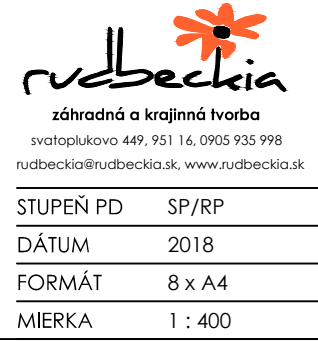 rudbeckia
záhradná a krajinná tvorba
svatoplukovo 449, 951 16, 0905 935 998
rudbeckia@rudbeckia.sk, www.rudbeckia.sk
STUPEŇ PD SP/RP
DÁTUM 2018
FORMÁT 8 x A4
MIERKA 1 : 400